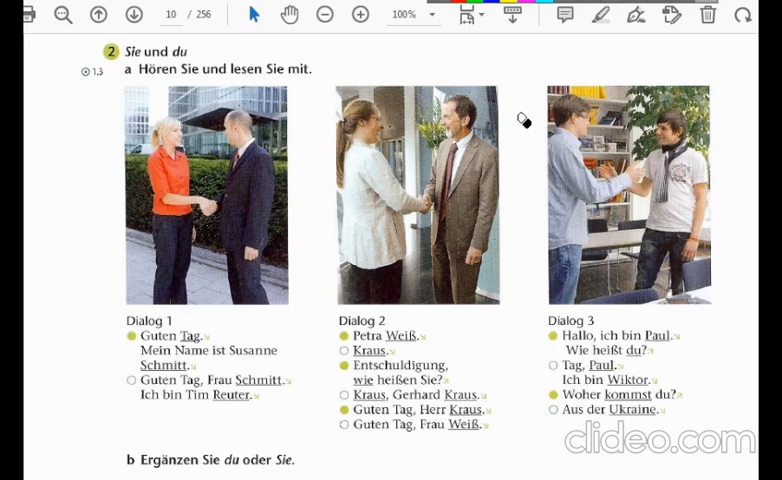 10 / 256
100%
2 Sie und du
1.3 a Hören Sie und lesen Sie mit.
Dialog 1
Guten Tag.
Mein Name ist Susanne
Schmitt.
Guten Tag, Frau Schmitt.
Ich bin Tim Reuter.
Dialog 2
Petra Weiß.
Kraus.
Entschuldigung,
wie heißen Sie?
Kraus, Gerhard Kraus.
Guten Tag, Herr Kraus.
Guten Tag, Frau Weiß.
Dialog 3
Hallo, ich bin Paul.
Wie heißt du?
Tag, Paul.
Ich bin Wiktor.
Woher kommst du?
Aus der Ukraine.
clideo.com
b Ergänzen Sie du oder Sie.